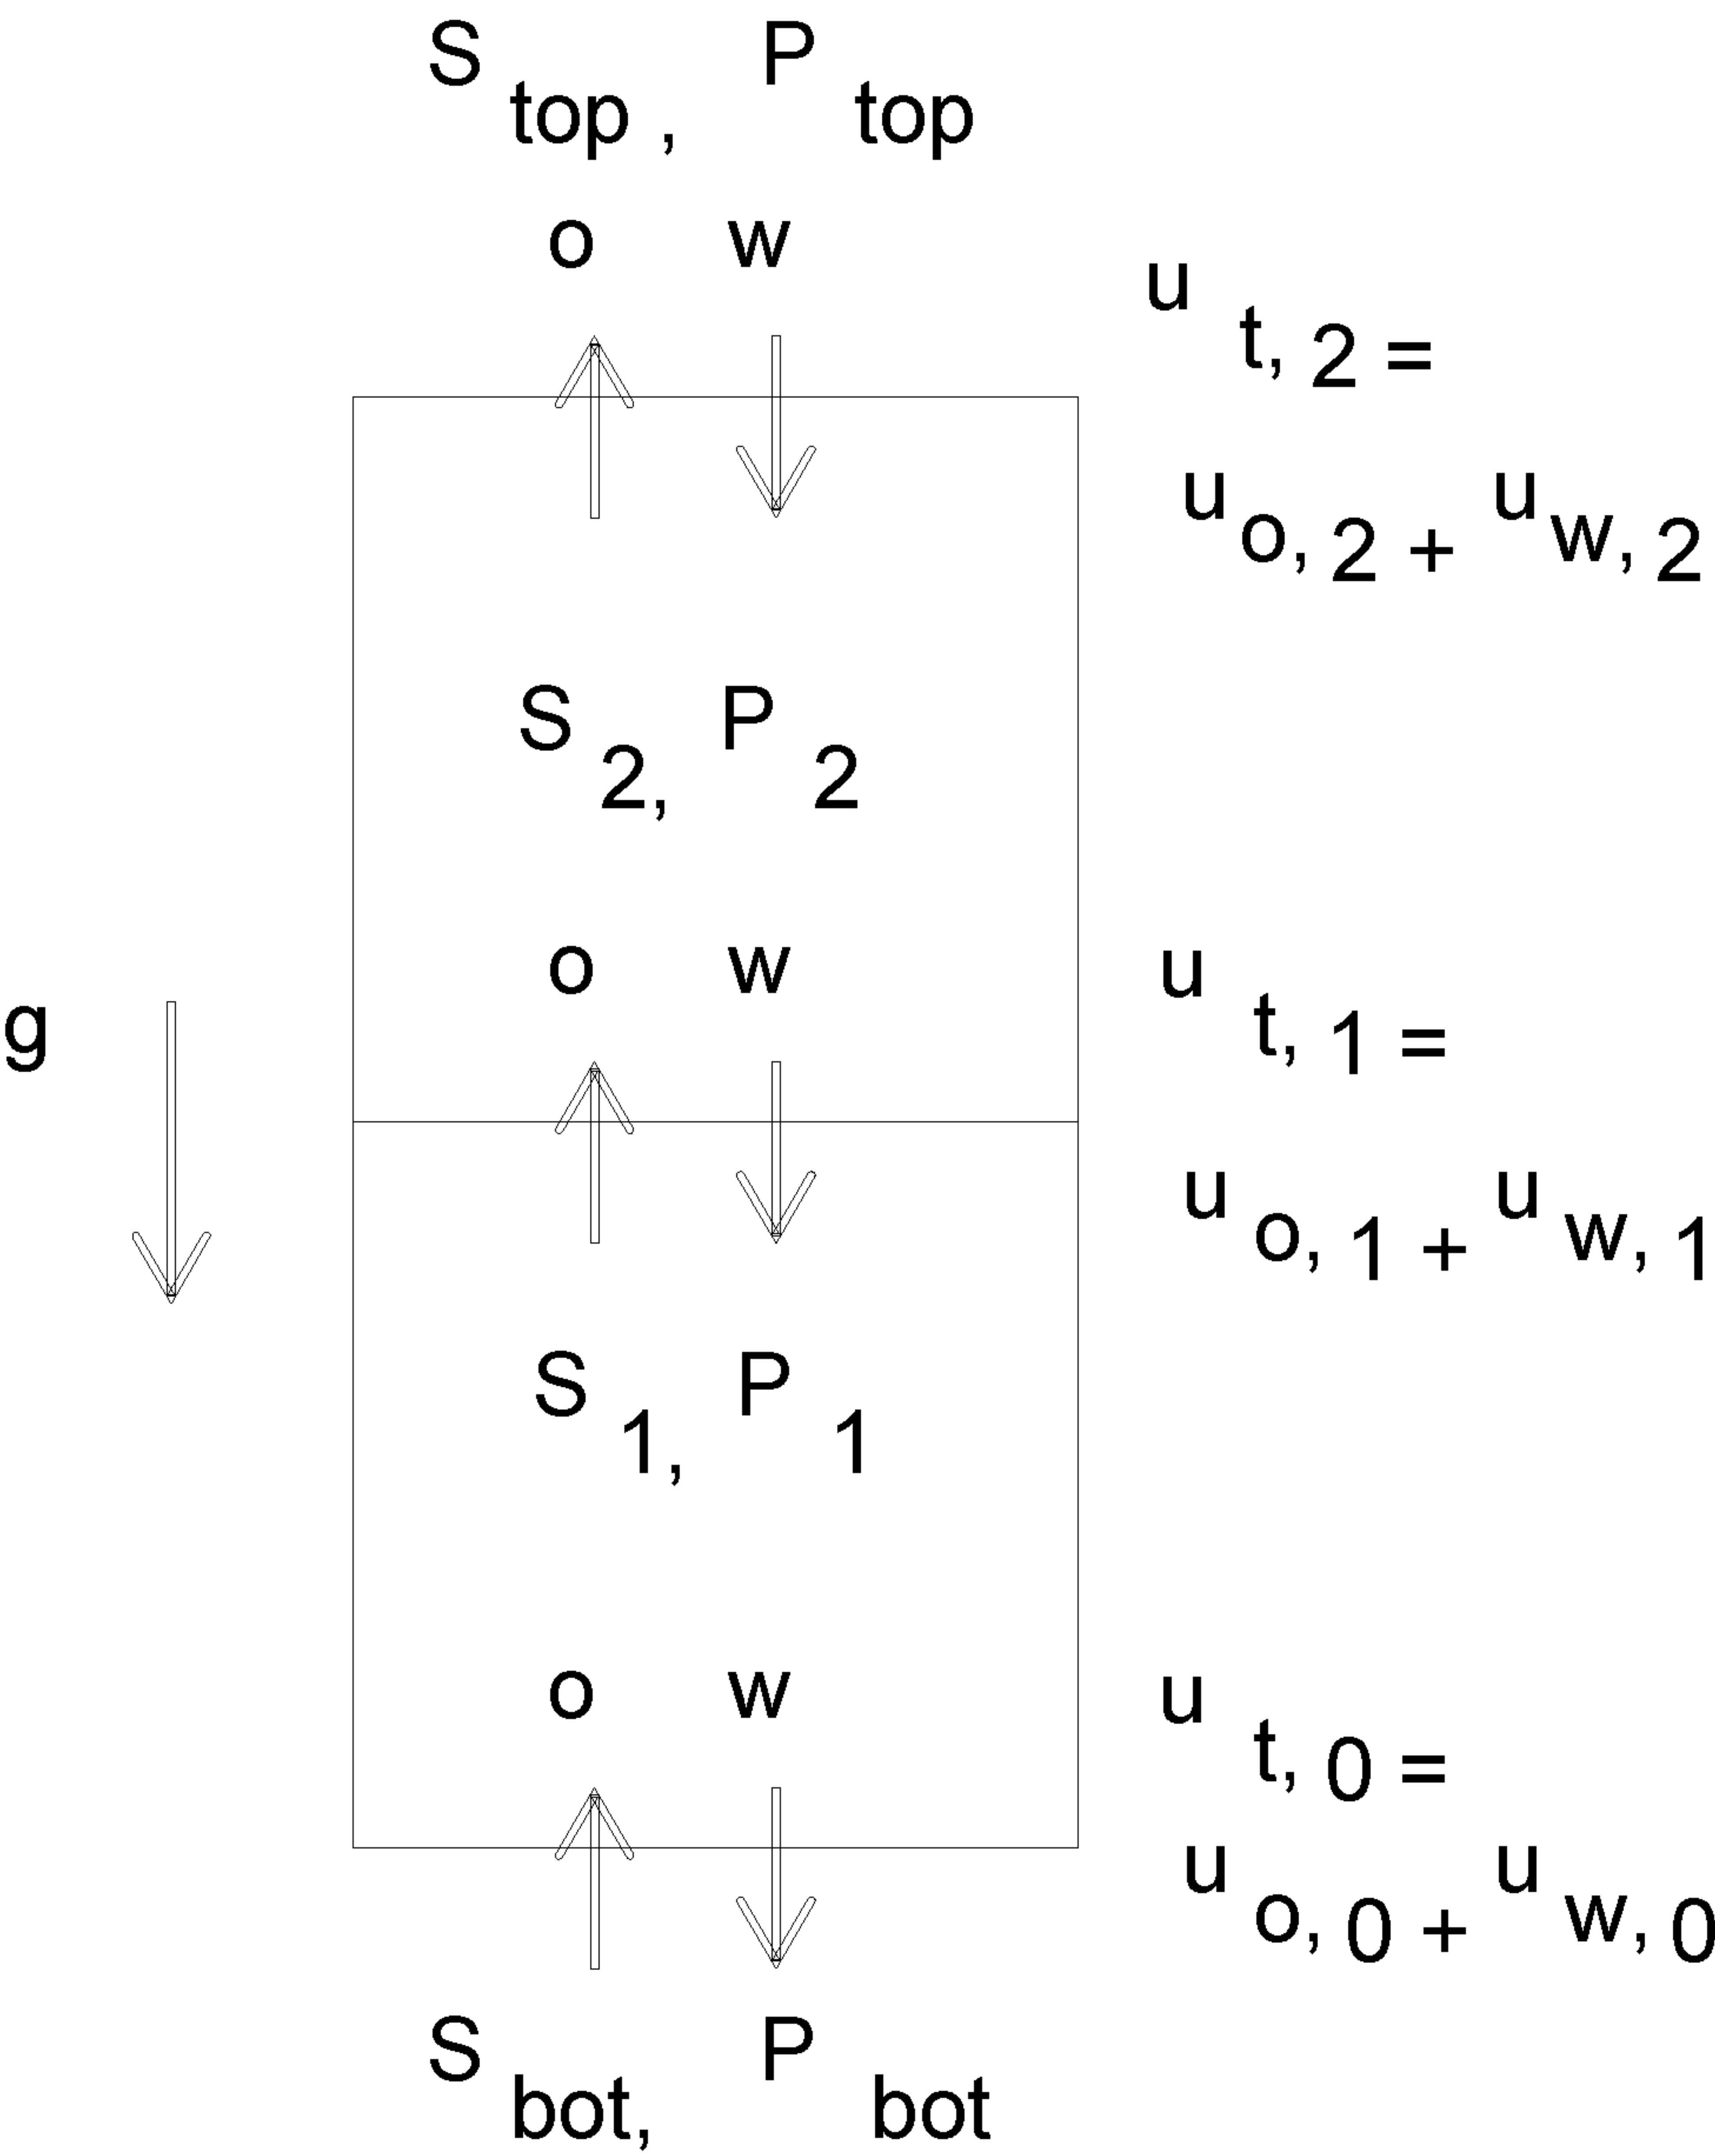 S top , P top
o w
u t, 2 =
u o, 2 + u w, 2
S 2, P 2
o w
u t, 1 =
g
u o, 1 + u w, 1
S 1, P 1
o w
u t, 0 =
u o, 0 + u w, 0
S bot, P bot